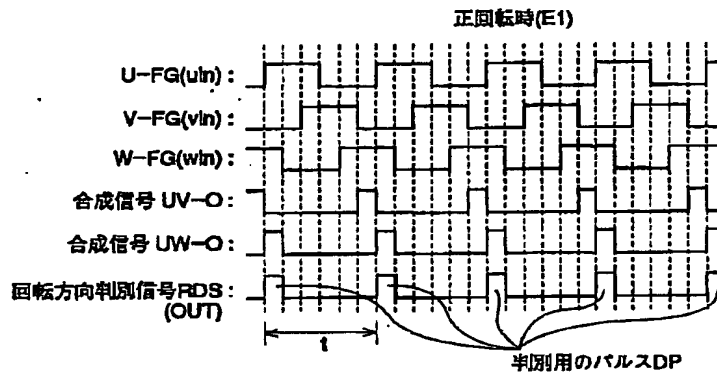 正回転時(E1)
U-FG(uin) :
V-FG(vin) :
W-FG(win) :
合成信号 UV-O :
合成信号 UW-O :
回転方向判別信号RDS :
(OUT)
t
判別用のパルスDP